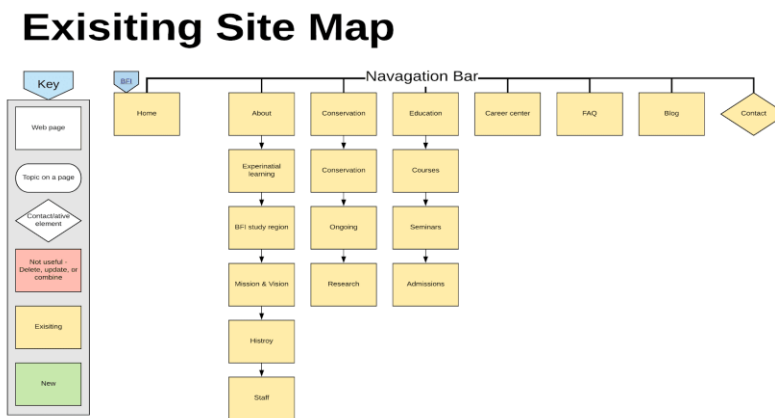 Exisiting Site Map
Key
Web page
Topic on a page
Contact/ative
element
Not useful -
Delete, update, or
combine
Exisiting
New
BFI
Navagation Bar
Home
About
Conservation
Education
Career center
FAQ
Blog
Contact
Experinatial
learning
Conservation
Courses
BFI study region
Ongoing
Seminars
Mission & Vision
Research
Admissions
Histroy
Staff